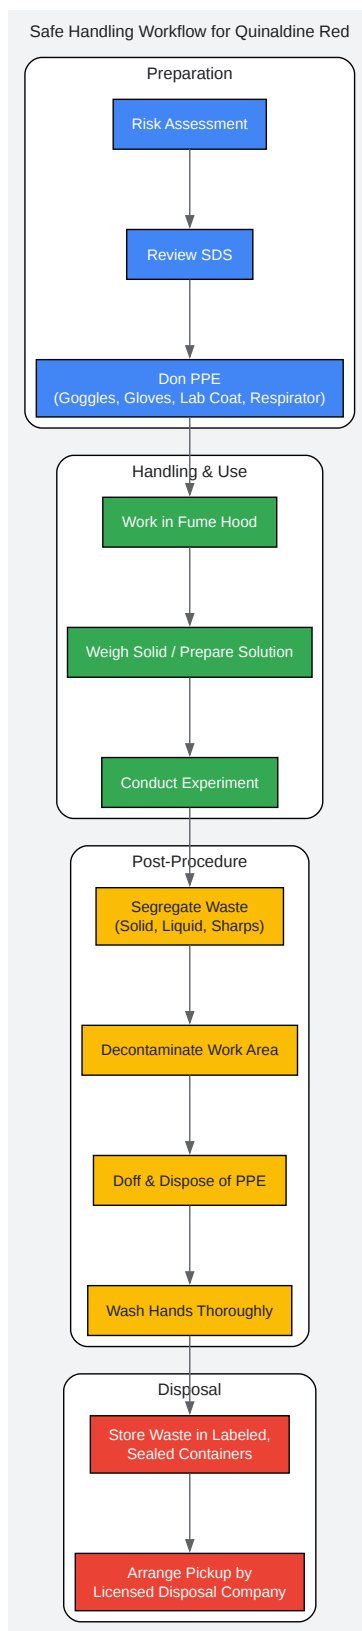 Safe Handling Workflow for Quinaldine Red
Preparation
Risk Assessment
Review SDS
Don PPE
(Goggles, Gloves, Lab Coat, Respirator)
Handling & Use
Work in Fume Hood
Weigh Solid / Prepare Solution
Conduct Experiment
Post-Procedure
Segregate Waste
(Solid, Liquid, Sharps)
Decontaminate Work Area
Doff & Dispose of PPE
Wash Hands Thoroughly
Disposal
Store Waste in Labeled,
Sealed Containers
Arrange Pickup by
Licensed Disposal Company